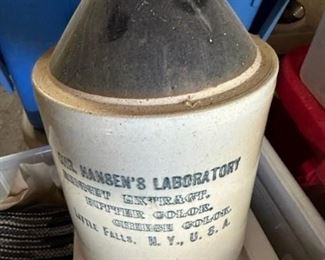 CHR. HANSEN'S LABORATORY
RENNET EXTRACT,
BUTTER COLOR,
CHEESE COLOR.
LITTLE FALLS, N. Y., U. S. A.